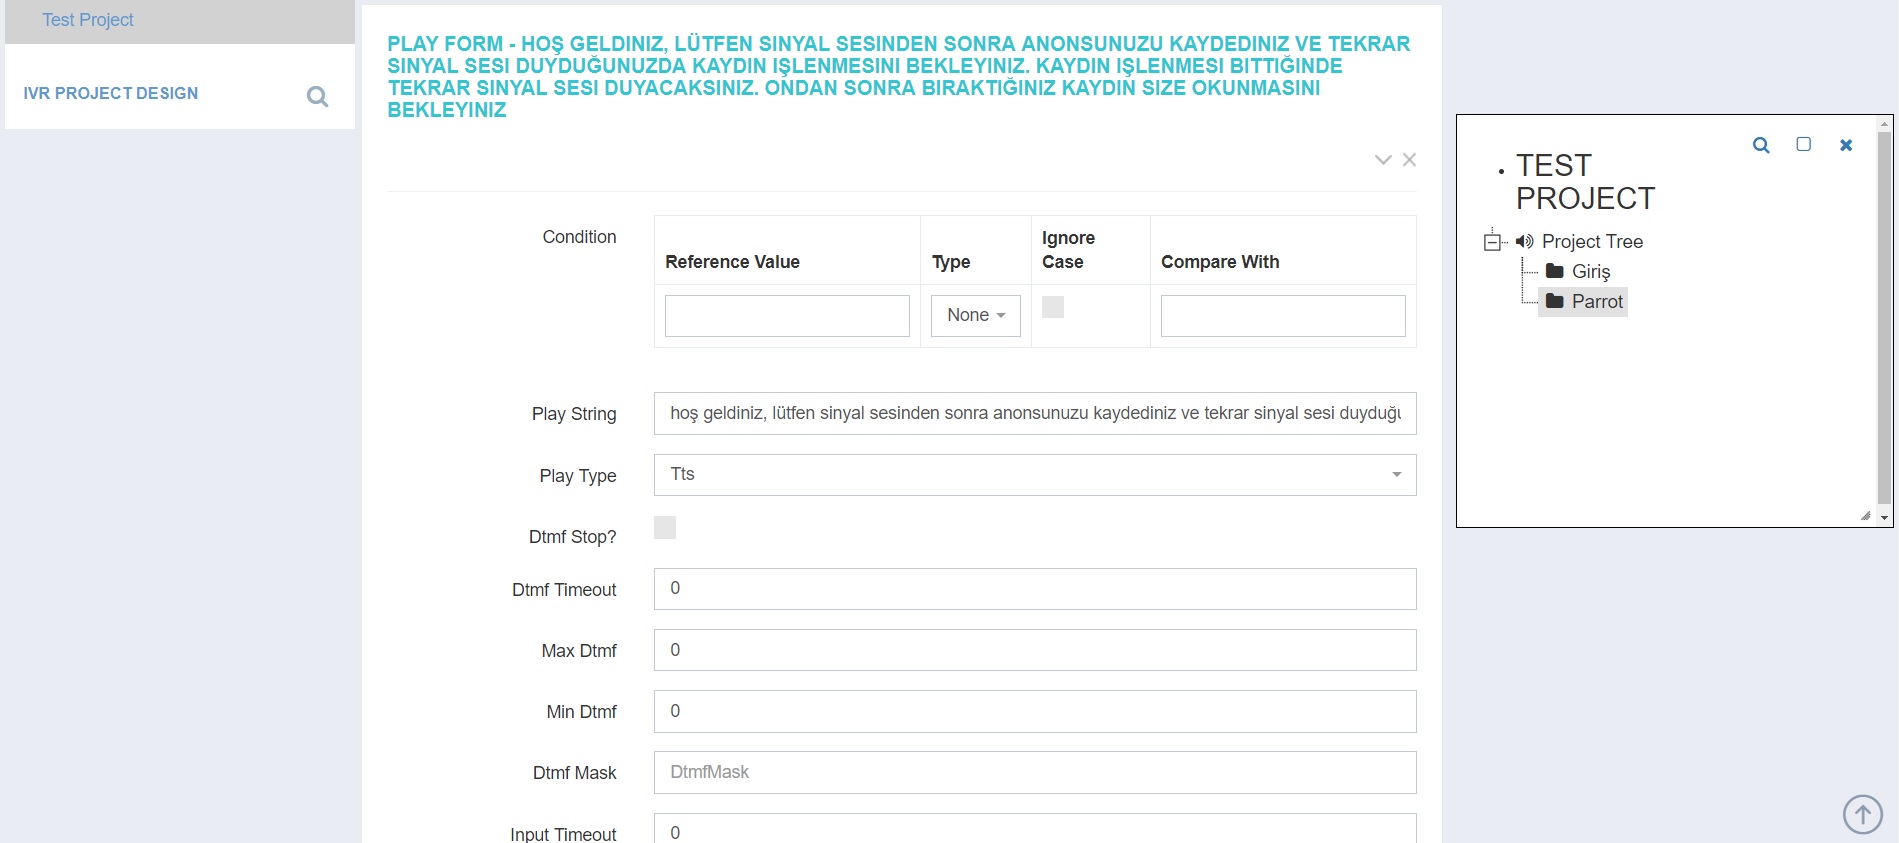 Test Project
IVR PROJECT DESIGN
PLAY FORM - HOŞ GELDINIZ, LÜTFEN SINYAL SESINDEN SONRA ANONSUNUZU KAYDEDINIZ VE TEKRAR
SINYAL SESI DUYDUĞUNUZDA KAYDIN IŞLENMESINI BEKLEYINIZ. KAYDIN IŞLENMESI BITTIĞINDE
TEKRAR SINYAL SESI DUYACAKSINIZ. ONDAN SONRA BIRAKTIĞINIZ KAYDIN SIZE OKUNMASINI
BEKLEYINIZ
Condition
Reference Value
Type
Ignore
Case
Compare With
None
Play String
hoş geldiniz, lütfen sinyal sesinden sonra anonsunuzu kaydediniz ve tekrar sinyal sesi duyduğu
Play Type
Tts
Dtmf Stop?
Dtmf Timeout
0
Max Dtmf
0
Min Dtmf
0
Dtmf Mask
DtmfMask
Input Timeout
0
TEST
PROJECT
Project Tree
Giriş
Parrot